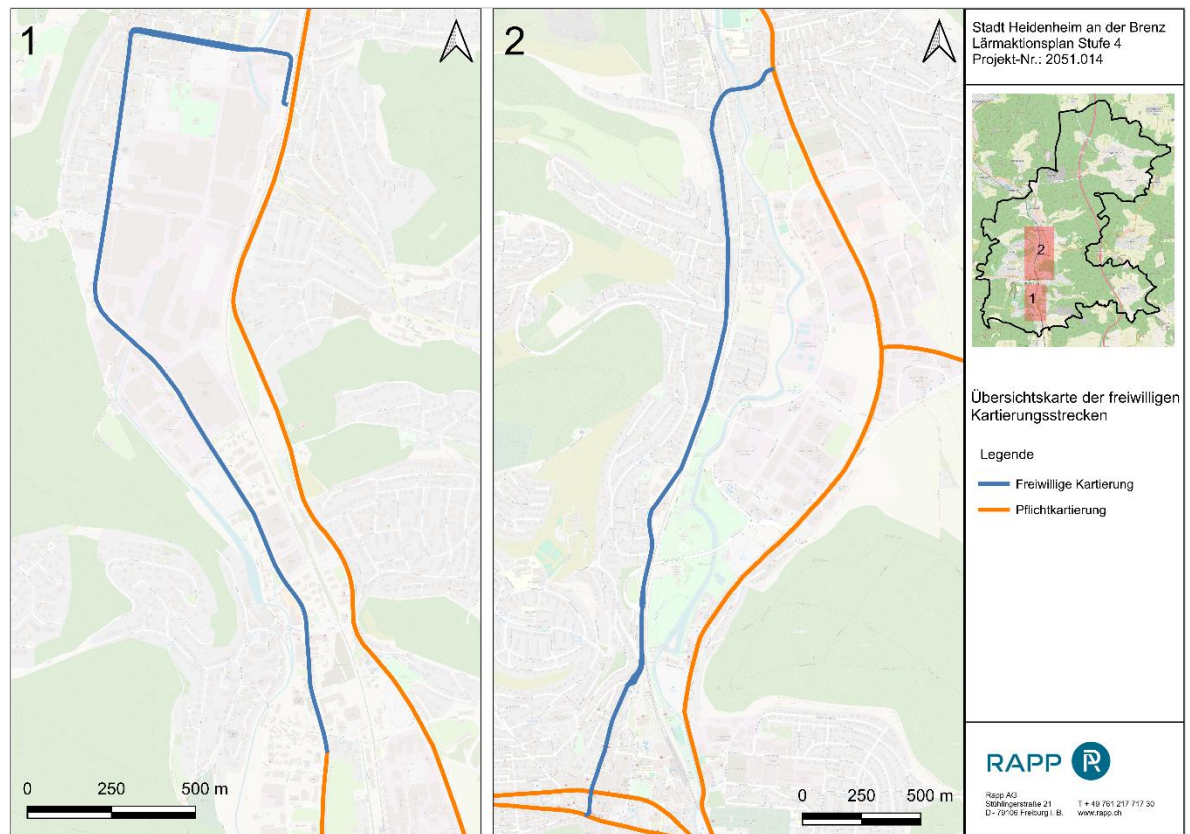 1
0 250 500 m
2
0 250 500 m
Stadt Heidenheim an der Brenz
Lärmaktionsplan Stufe 4
Projekt-Nr.: 2051.014
2
1
Übersichtskarte der freiwilligen
Kartierungsstrecken
Legende
Freiwillige Kartierung
Pflichtkartierung
RAPP
Rapp AG
Stühlingerstraße 21 T + 49 761 217 717 30
D - 79106 Freiburg i. B. www.rapp.ch